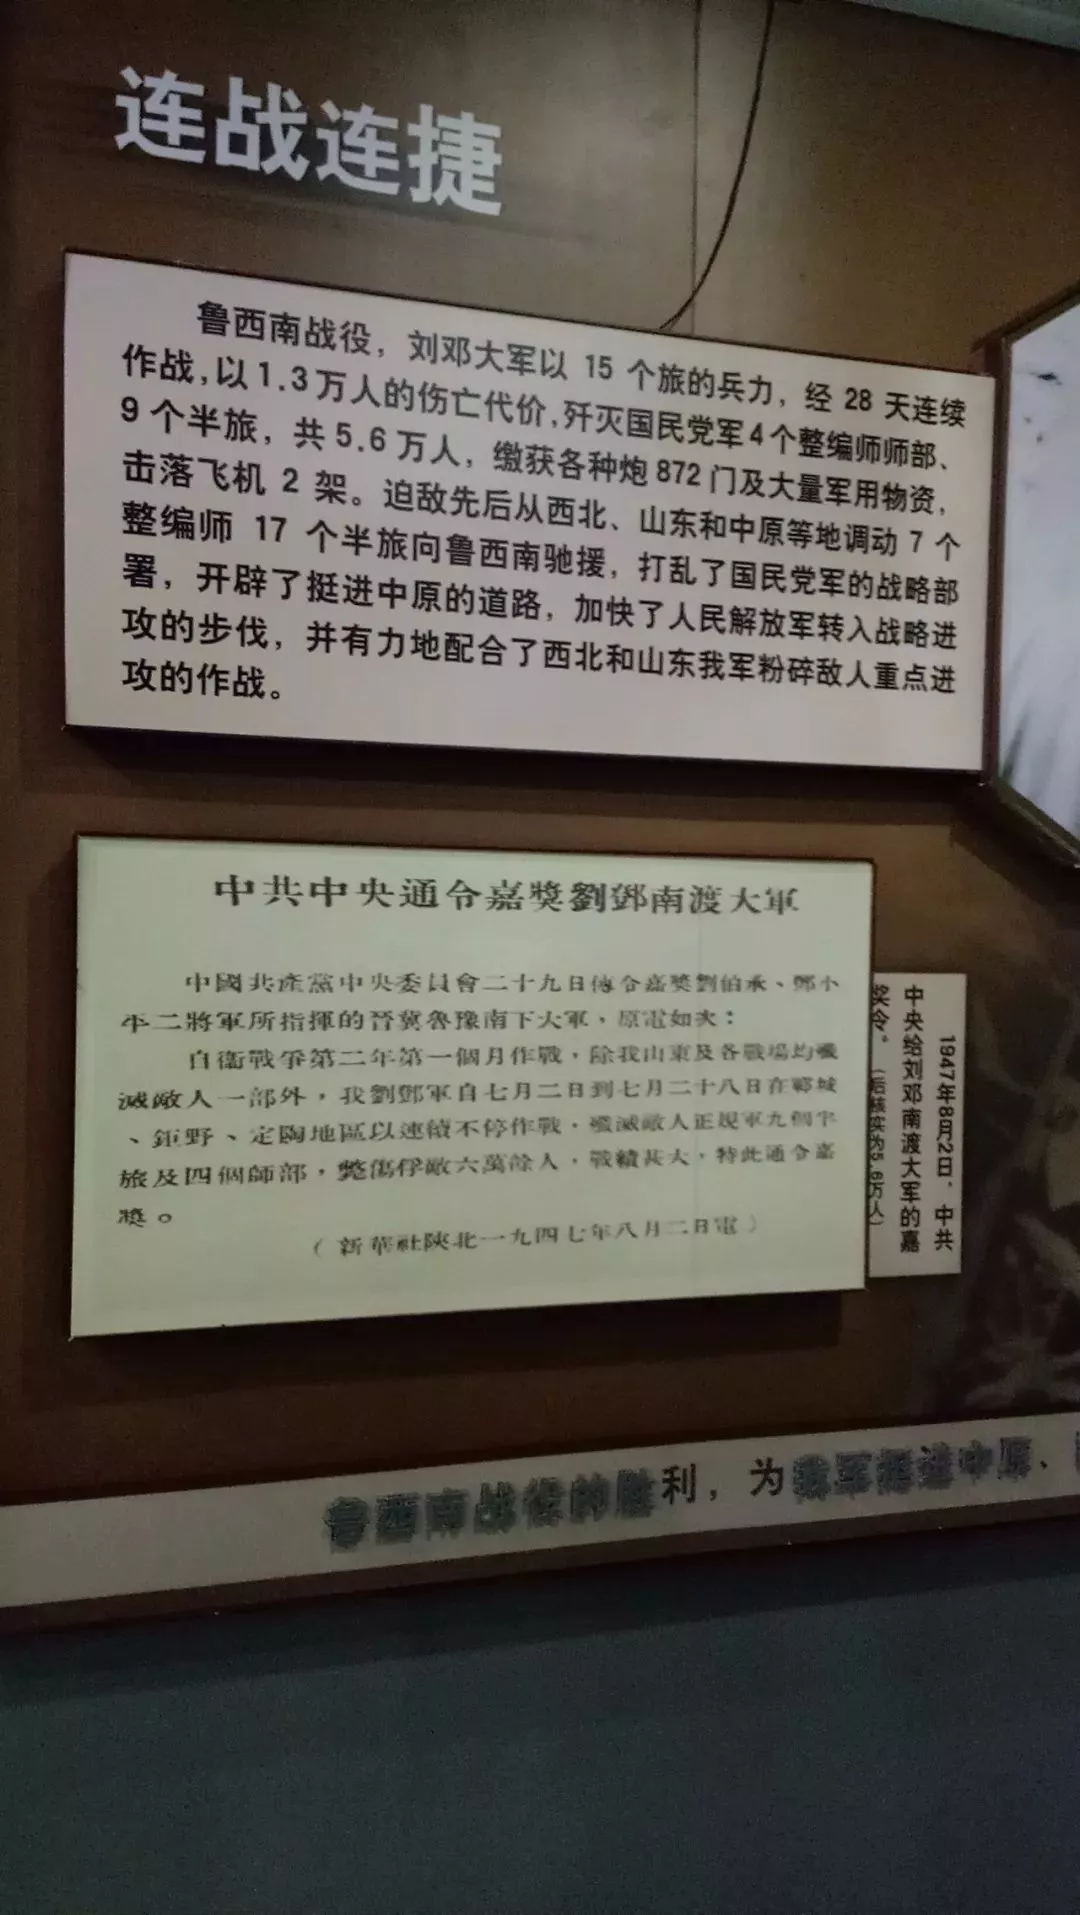 连战连捷
鲁西南战役，刘邓大军以 15 个旅的兵力，经 28 天连续
作战，以1.3万人的伤亡代价，歼灭国民党军4个整编师师部、
9个半旅，共5.6万人，缴获各种炮872门及大量军用物资，
击落飞机 2 架。迫敌先后从西北、山东和中原等地调动 7 个
整编师 17 个半旅向鲁西南驰援，打乱了国民党军的战略部
署，开辟了挺进中原的道路，加快了人民解放军转入战略进
攻的步伐，并有力地配合了西北和山东我军粉碎敌人重点进
攻的作战。
中共中央通令嘉獎劉鄧南渡大軍
中國共產黨中央委員會二十九日傳令嘉獎劉伯承、鄧小
平二將軍所指揮的晉冀魯豫南下大軍，原電如次：
自衞戰爭第二年第一個月作戰，除我山東及各戰場均殲
滅敵人一部外，我劉鄧軍自七月二日到七月二十八日在鄆城
、鉅野、定陶地區以連續不停作戰，殲滅敵人正規軍九個半
旅及四個師部，斃傷俘敵六萬餘人，戰績甚大，特此通令嘉
獎。
（新華社陝北一九四七年八月二日電）
1947年8月2日，中共
中央给刘邓南渡大军的嘉
奖令。（后核实为5.6万人）
鲁西南战役的胜利，为我军挺进中原、